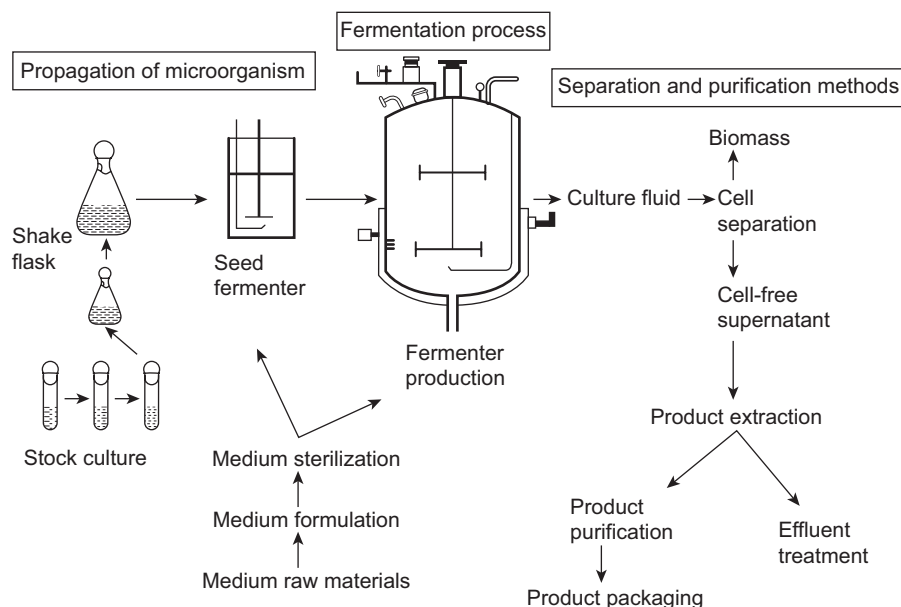 Fermentation process
Propagation of microorganism
Separation and purification methods
Shake
flask
Stock culture
Seed
fermenter
Fermenter
production
Medium sterilization
Medium formulation
Medium raw materials
Culture fluid
Biomass
Cell
separation
Cell-free
supernatant
Product extraction
Product
purification
Product packaging
Effluent
treatment